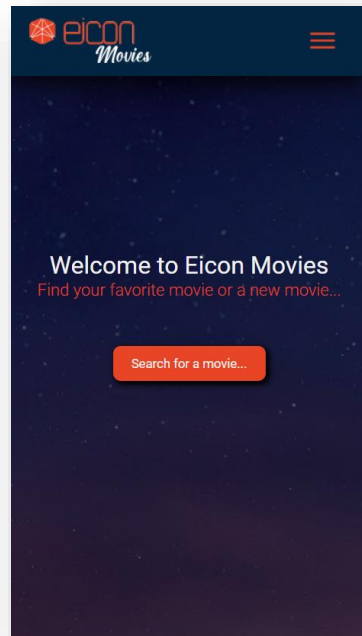 eicon
Movies
Welcome to Eicon Movies
Find your favorite movie or a new movie...
Search for a movie...